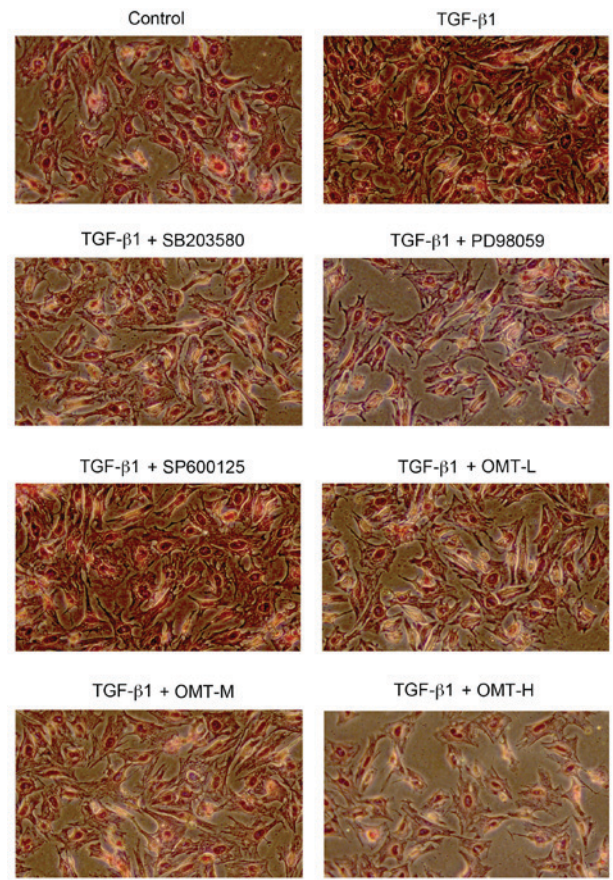 Control
TGF-β1
TGF-β1 + SB203580
TGF-β1 + PD98059
TGF-β1 + SP600125
TGF-β1 + OMT-L
TGF-β1 + OMT-M
TGF-β1 + OMT-H